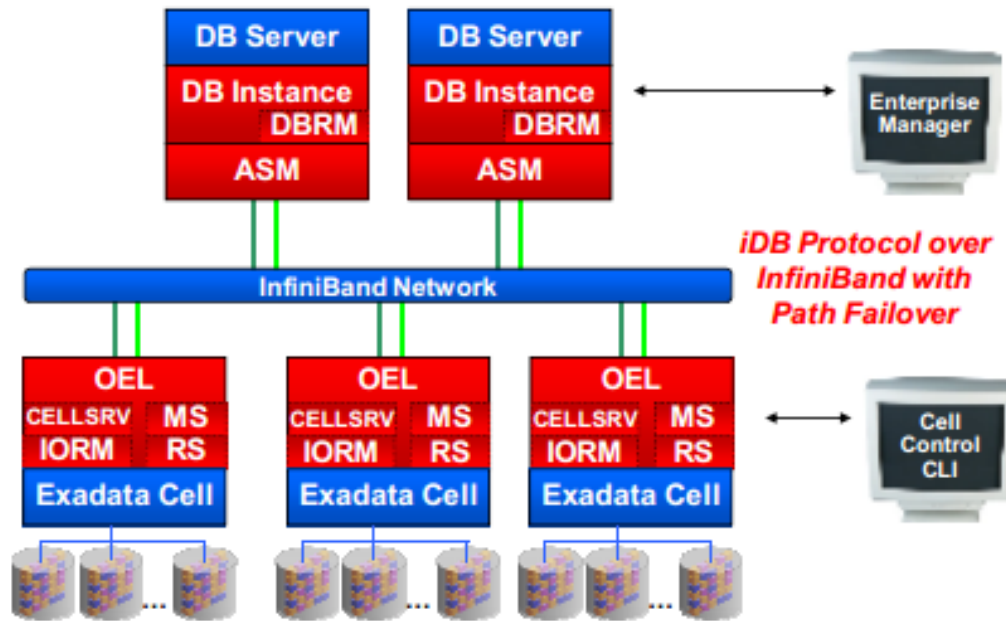 DB Server
DB Instance
DBRM
ASM
DB Server
DB Instance
DBRM
ASM
Enterprise
Manager
iDB Protocol over
InfiniBand with
Path Failover
InfiniBand Network
OEL
CELLSRV MS
IORM RS
Exadata Cell
...
OEL
CELLSRV MS
IORM RS
Exadata Cell
...
OEL
CELLSRV MS
IORM RS
Exadata Cell
...
Cell
Control
CLI